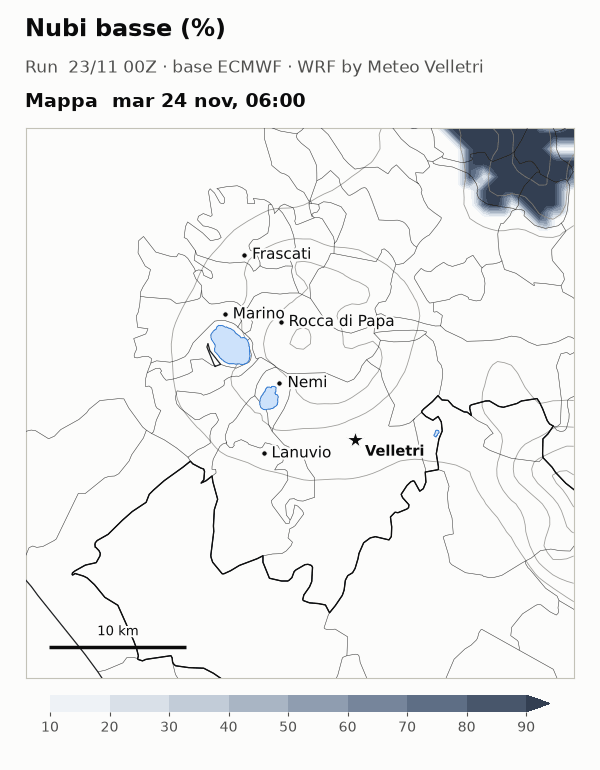 Nubi basse (%)
Run  23/11 00Z · base ECMWF · WRF by Meteo Velletri
Mappa  mar 24 nov, 06:00
Frascati
Marino
Rocca di Papa
Nemi
Velletri
Lanuvio
10 km
10 20 30 40 50 60 70 80 90